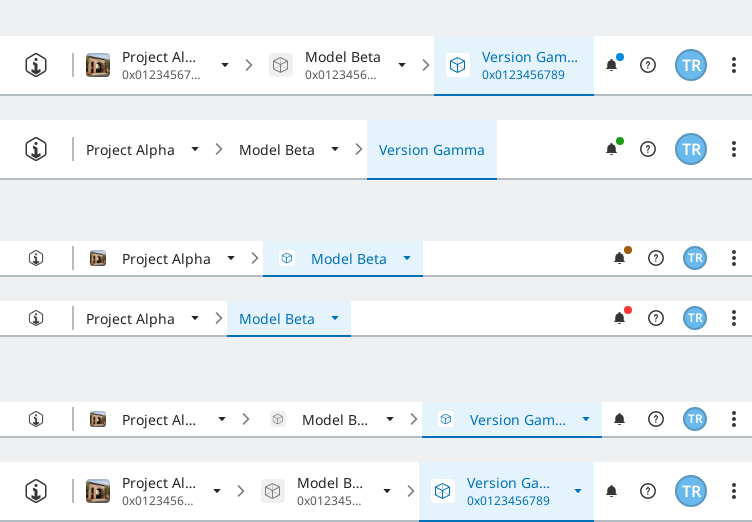 Project Al... Model Beta Version Gam... TR
0x01234567... 0x0123456... 0x0123456789
Project Alpha Model Beta Version Gamma TR
Project Alpha Model Beta TR
Project Alpha Model Beta TR
Project Al... Model B... Version Gam... TR
Project Al... Model B... Version Ga... TR
0x0123456... 0x012345... 0x0123456789